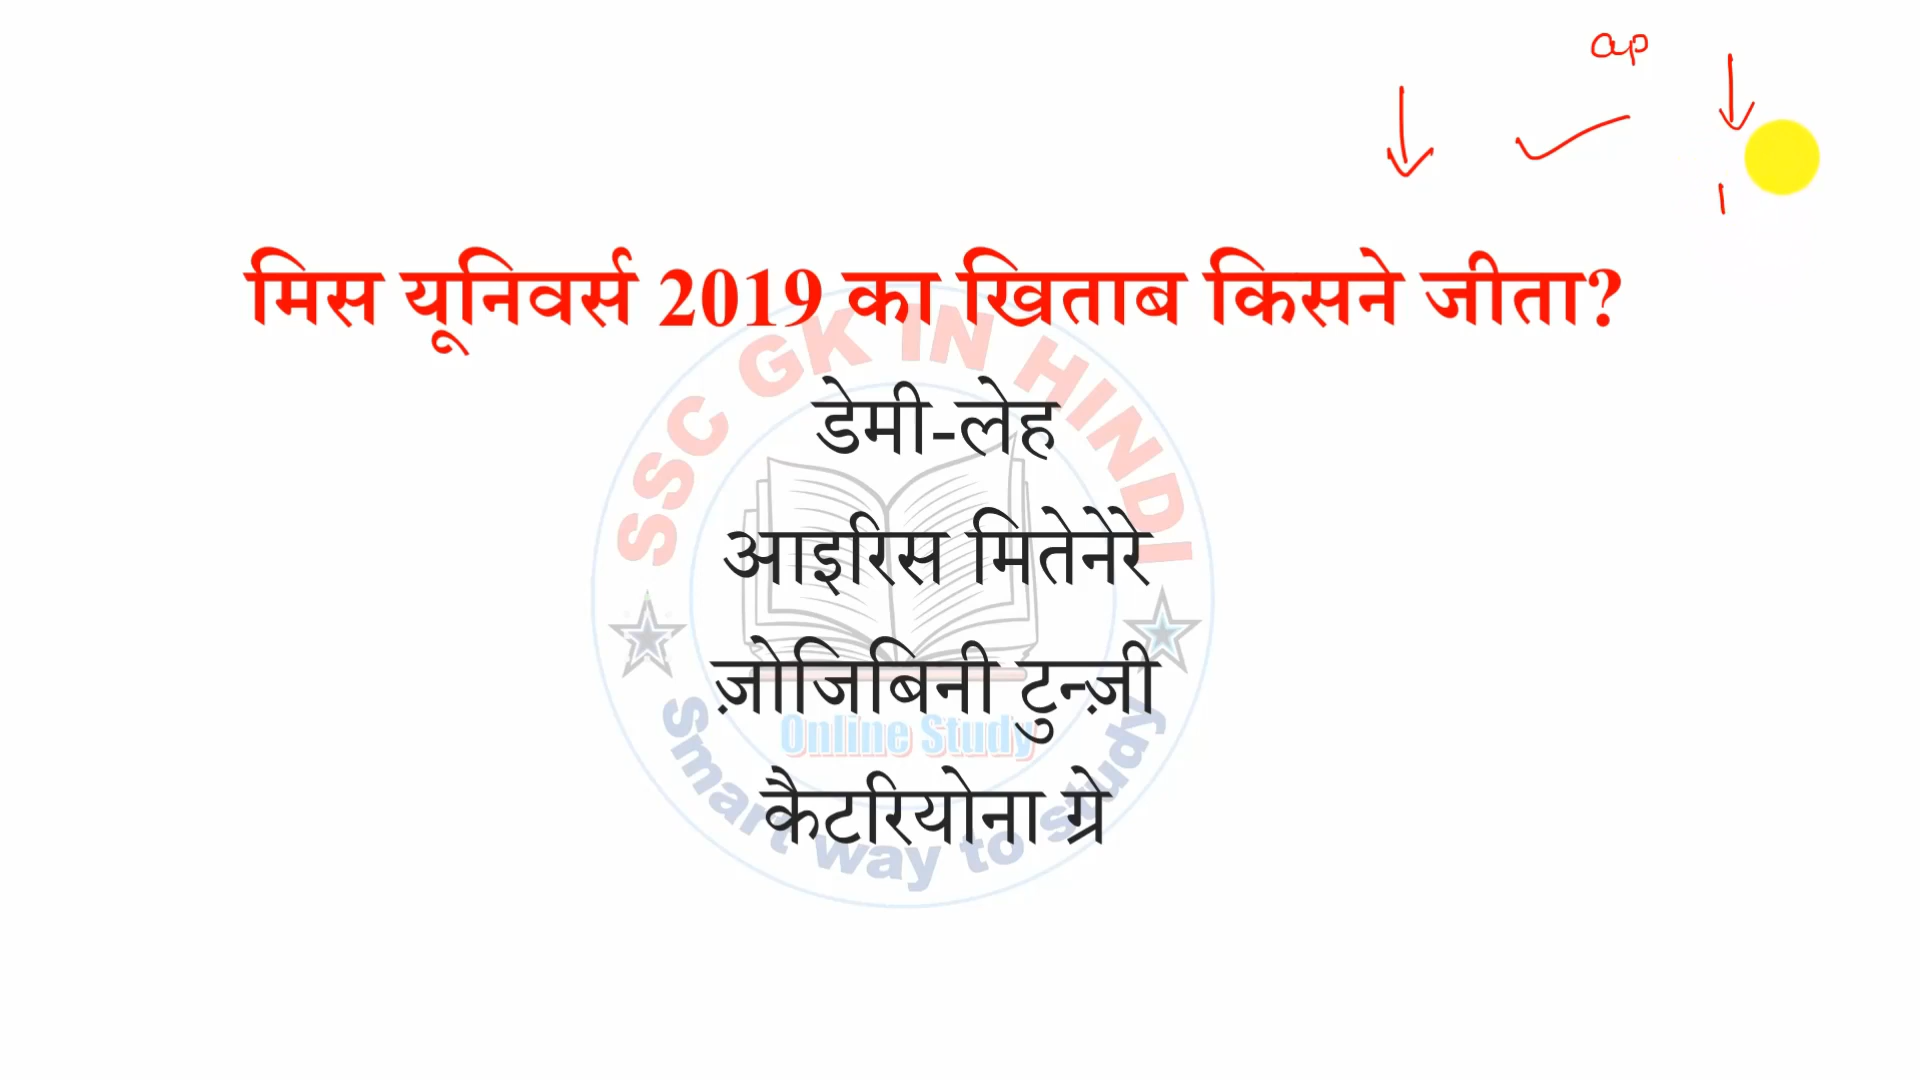 ap
मिस यूनिवर्स 2019 का खिताब किसने जीता?
डेमी-लेह
आइरिस मितेनेरे
ज़ोजिबिनी टुन्ज़ी
कैटरियोना ग्रे
SSC GK IN HINDI
Online Study
Smart way to study